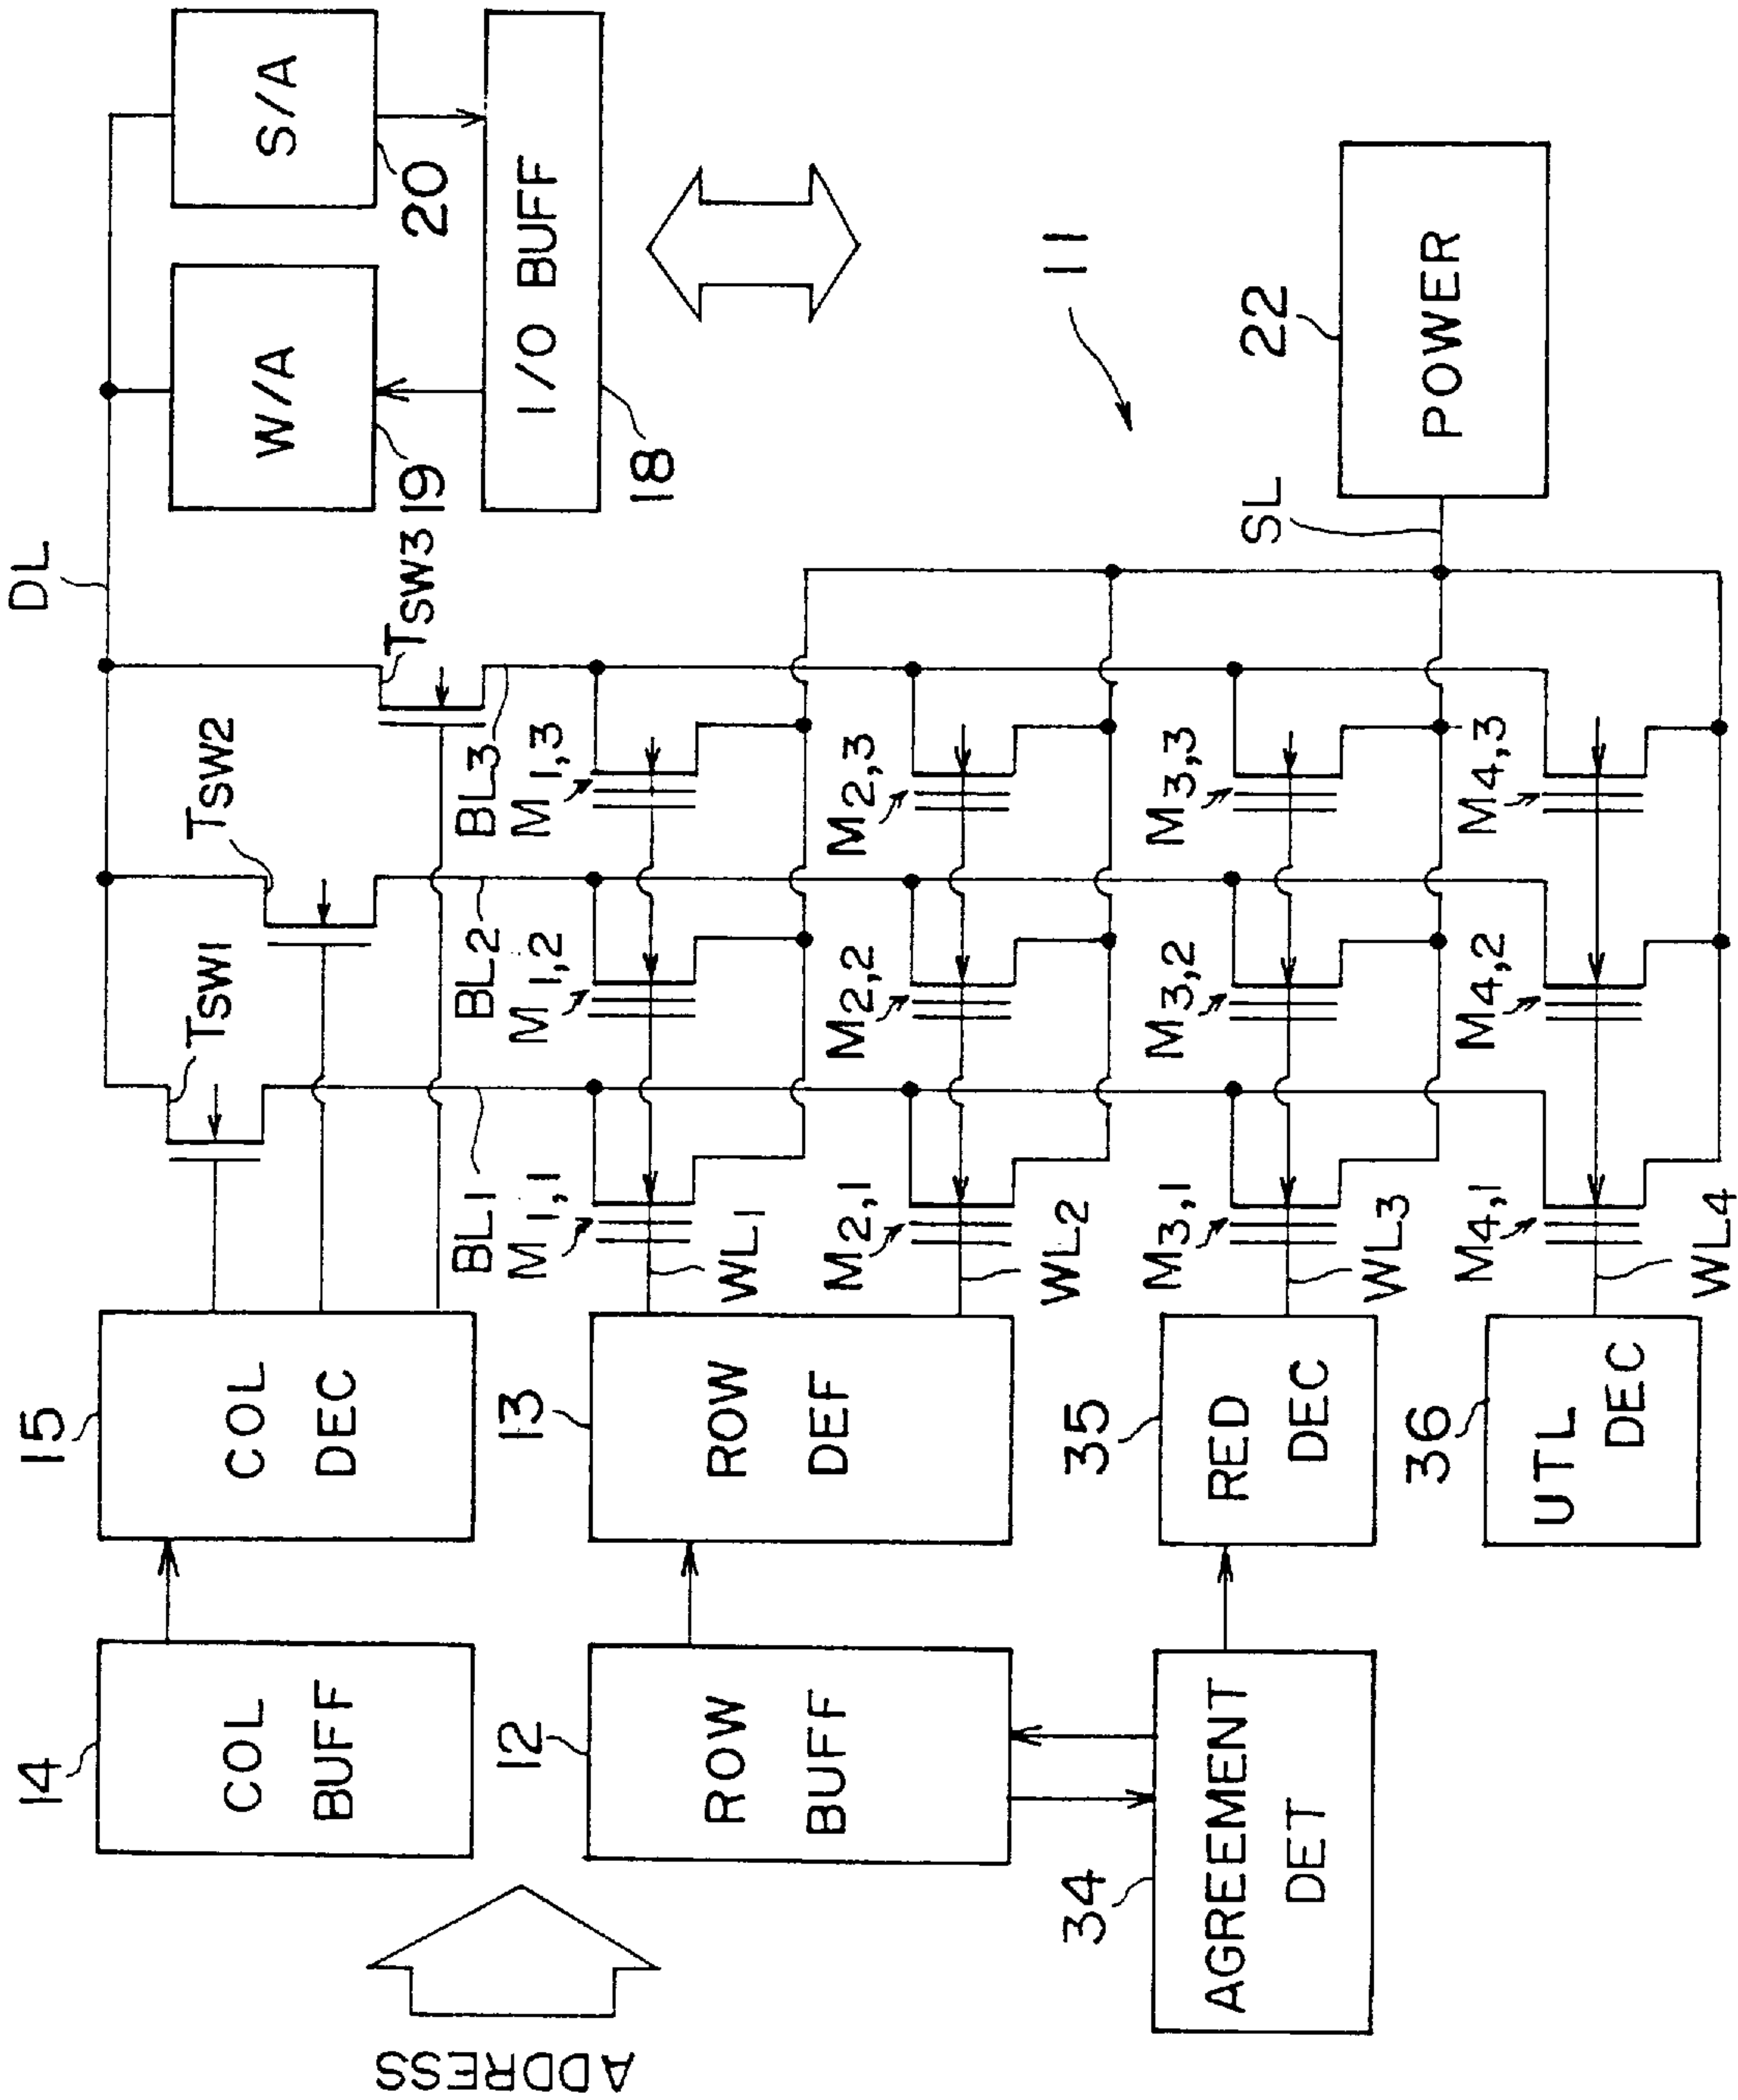 ADDRESS
14
COL
BUFF
15
COL
DEC
TSW1
TSW2
TSW3
DL
W/A
19
S/A
20
I/O BUFF
18
12
ROW
BUFF
13
ROW
DEF
BL1
BL2
BL3
M1,1
M1,2
M1,3
WL1
M2,1
M2,2
M2,3
WL2
11
34
AGREEMENT
DET
35
RED
DEC
M3,1
M3,2
M3,3
WL3
SL
22
POWER
36
UTL
DEC
M4,1
M4,2
M4,3
WL4